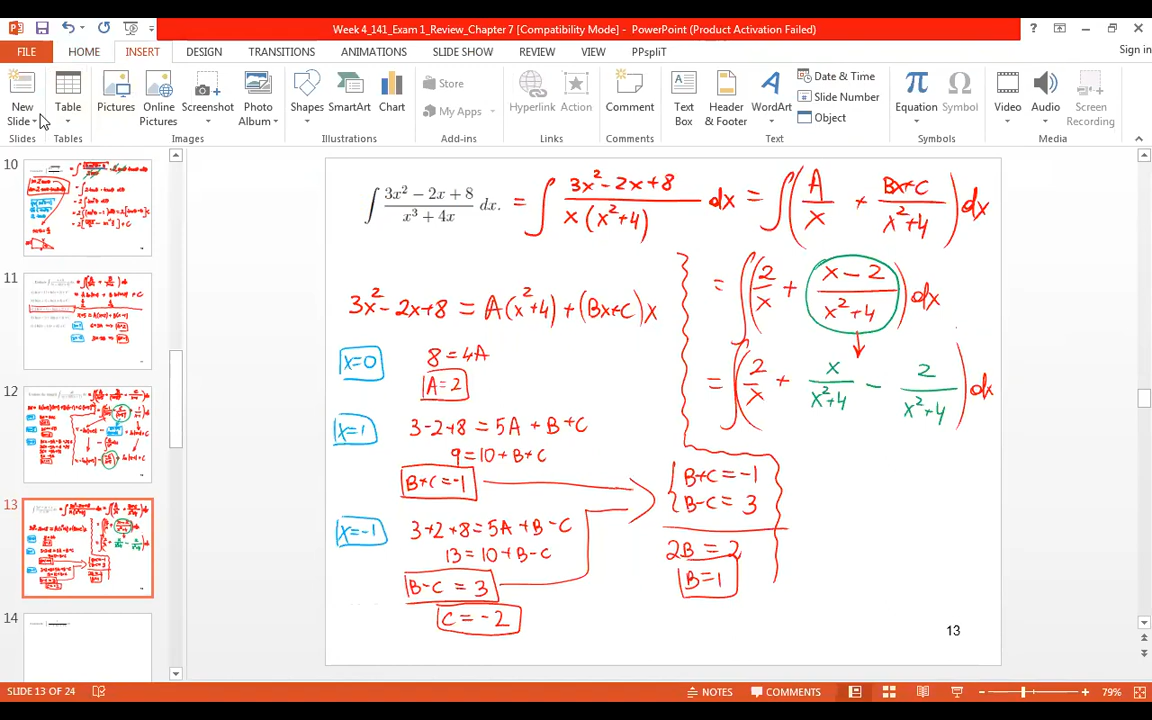 Week 4_141_Exam 1_Review_Chapter 7 [Compatibility Mode] - PowerPoint (Product Activation Failed)
FILE HOME INSERT DESIGN TRANSITIONS ANIMATIONS SLIDE SHOW REVIEW VIEW PPspliT Sign in
New Slide Table Pictures Online Pictures Screenshot Photo Album Shapes SmartArt Chart Store My Apps Hyperlink Action Comment Text Box Header & Footer WordArt Date & Time Slide Number Object Equation Symbol Video Audio Screen Recording
Slides Tables Images Illustrations Add-ins Links Comments Text Symbols Media
10
11
12
13
14
∫ (3x² − 2x + 8)/(x³ + 4x) dx. = ∫ (3x² − 2x + 8)/(x(x²+4)) dx = ∫ (A/x + (Bx+C)/(x²+4)) dx
= ∫ (2/x + (x−2)/(x²+4)) dx
3x² − 2x + 8 = A(x²+4) + (Bx+C)x
= ∫ (2/x + x/(x²+4) − 2/(x²+4)) dx
x=0 8 = 4A
A = 2
x=1 3−2+8 = 5A + B+C
9 = 10 + B+C
B+C = −1
x=−1 3+2+8 = 5A + B−C
13 = 10 + B−C
B−C = 3
C = −2
B+C = −1
B−C = 3
2B = 2
B=1
13
SLIDE 13 OF 24 NOTES COMMENTS 79%